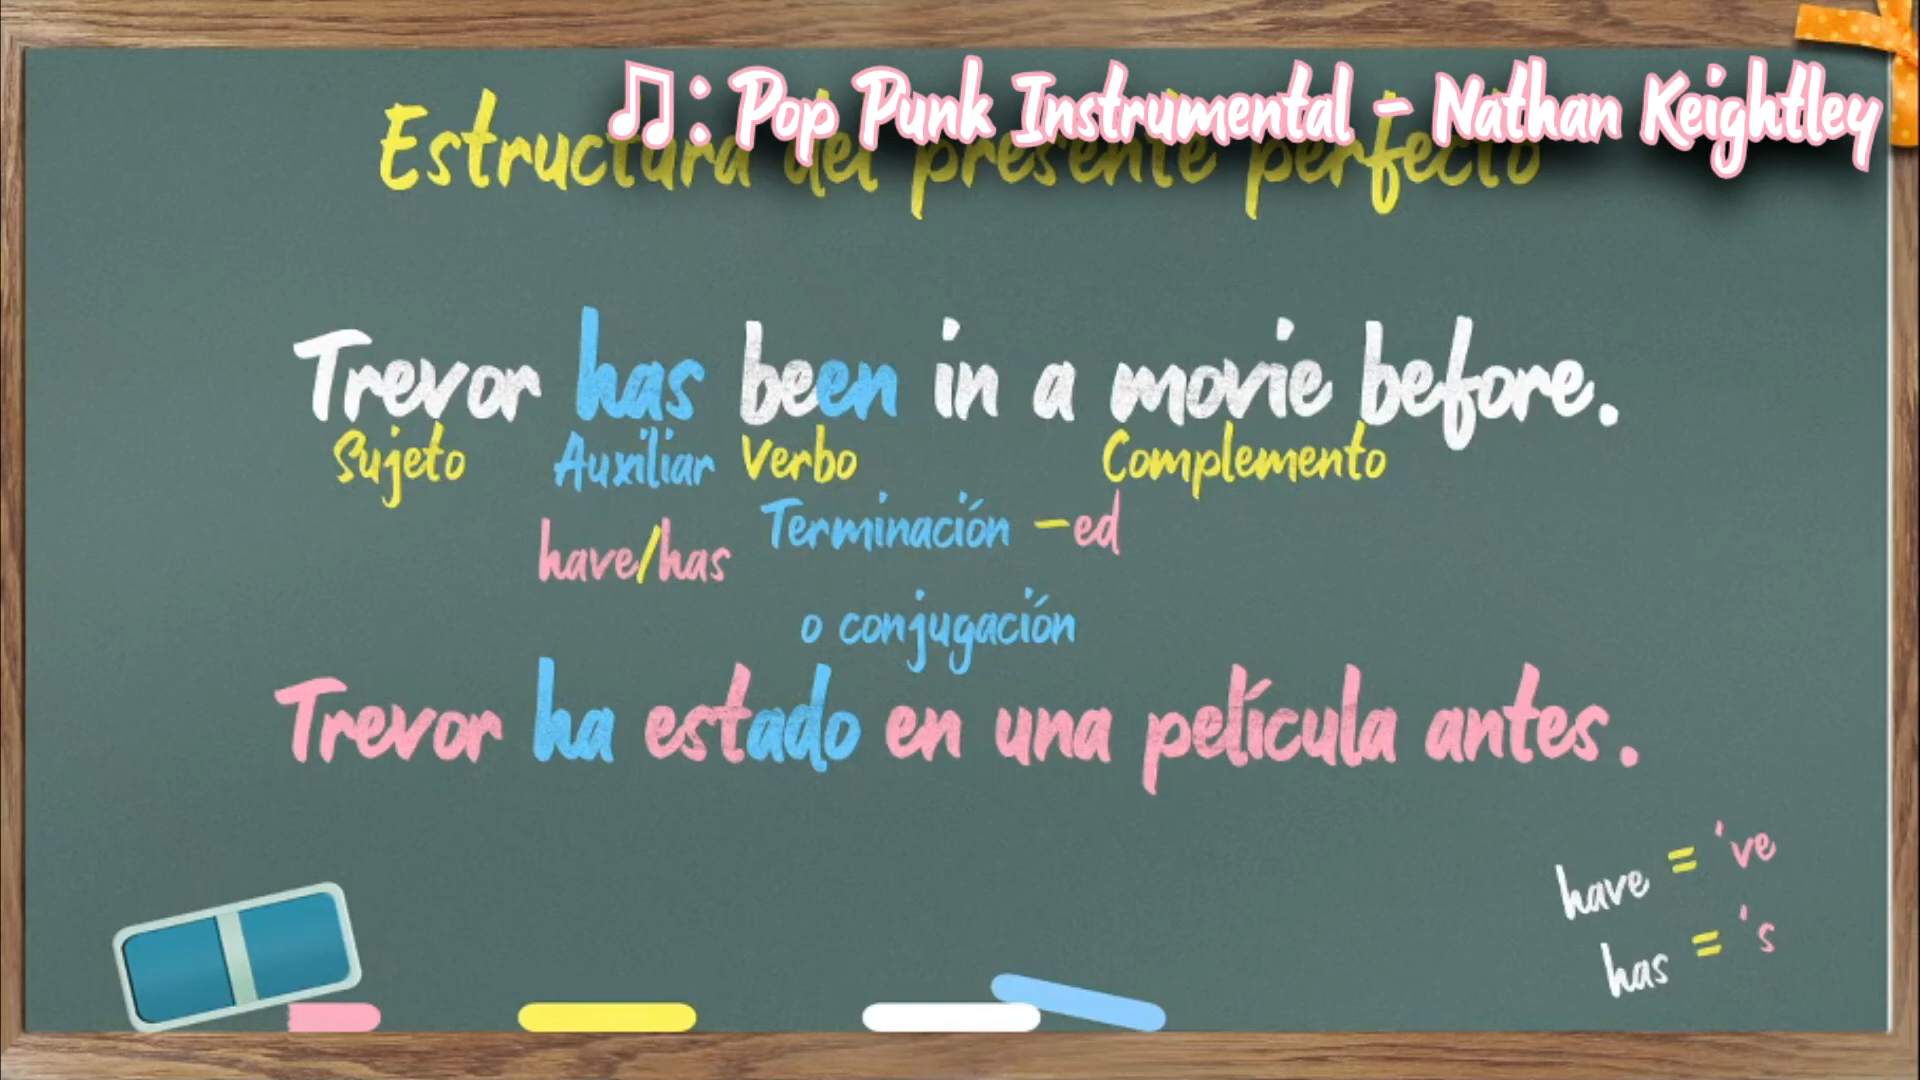 ♫: Pop Punk Instrumental - Nathan Keightley
Estructura del presente perfecto
Trevor has been in a movie before.
Sujeto Auxiliar Verbo Complemento
have/has Terminación -ed
o conjugación
Trevor ha estado en una película antes.
have = 've
has = 's